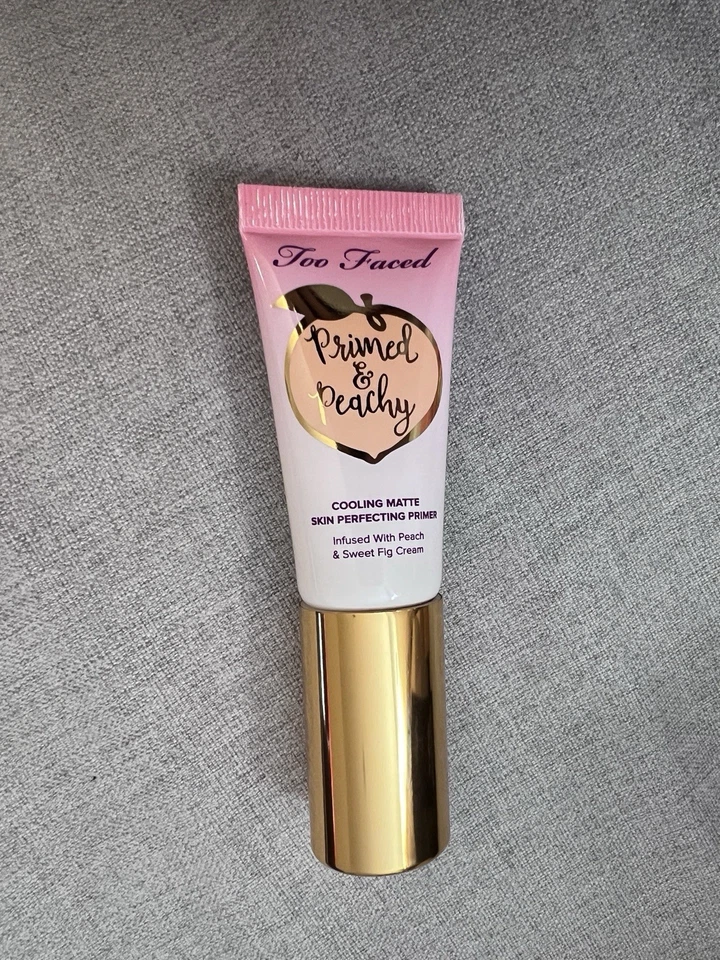 Too Faced
Primed
&
Peachy
COOLING MATTE
SKIN PERFECTING PRIMER
Infused With Peach
& Sweet Fig Cream